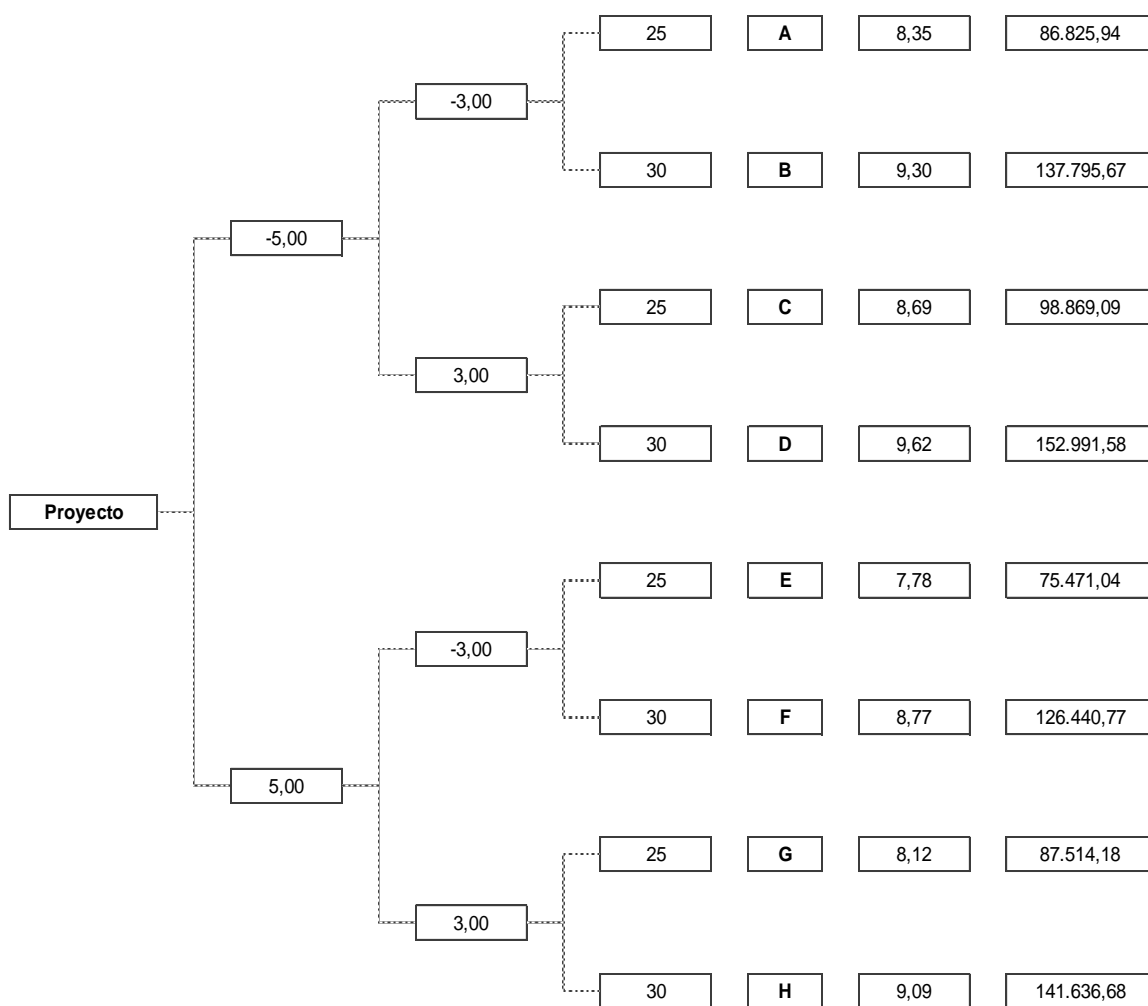 25 A 8,35 86.825,94
-3,00
30 B 9,30 137.795,67
-5,00
25 C 8,69 98.869,09
3,00
30 D 9,62 152.991,58
Proyecto
25 E 7,78 75.471,04
-3,00
30 F 8,77 126.440,77
5,00
25 G 8,12 87.514,18
3,00
30 H 9,09 141.636,68